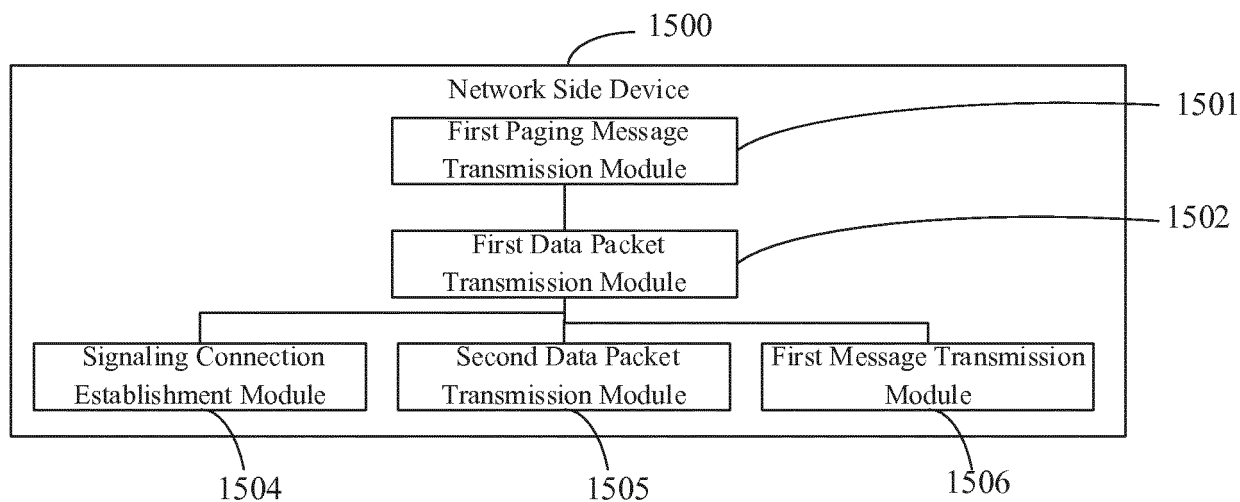 1500
Network Side Device
First Paging Message
Transmission Module
1501
First Data Packet
Transmission Module
1502
Signaling Connection
Establishment Module
Second Data Packet
Transmission Module
First Message Transmission
Module
1504
1505
1506